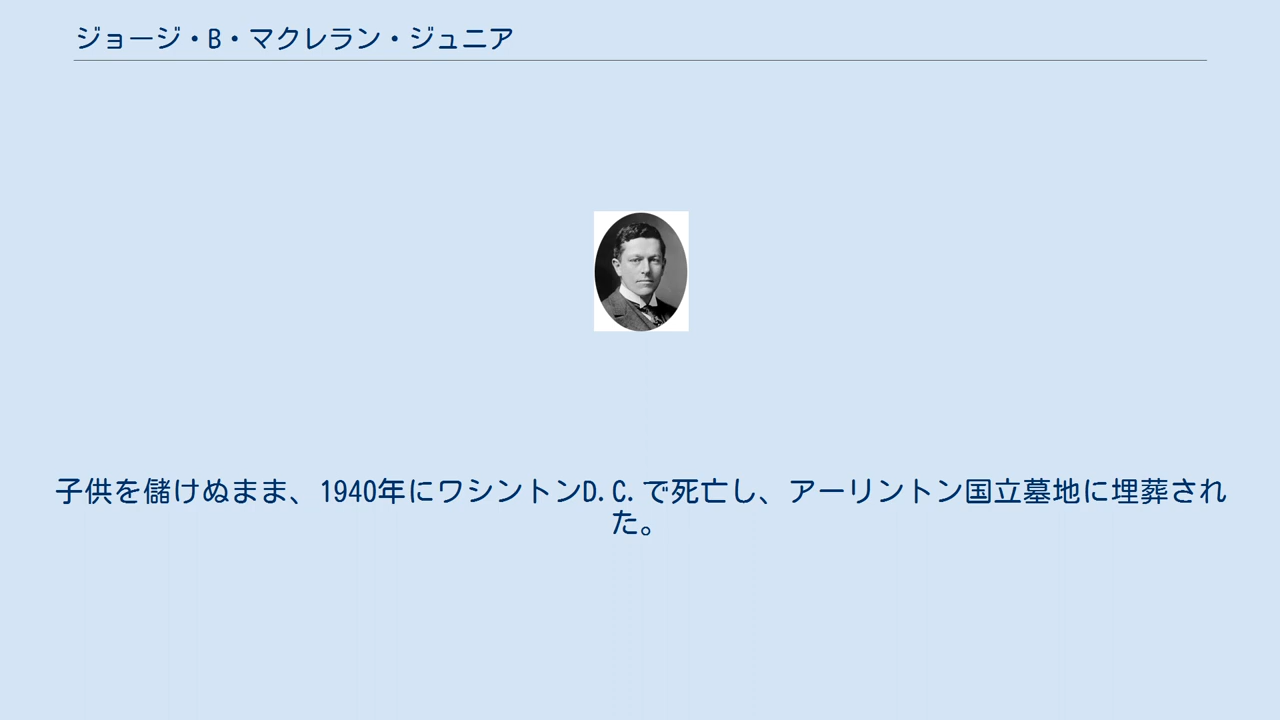 ジョージ・B・マクレラン・ジュニア
子供を儲けぬまま、1940年にワシントンD.C.で死亡し、アーリントン国立墓地に埋葬され
た。